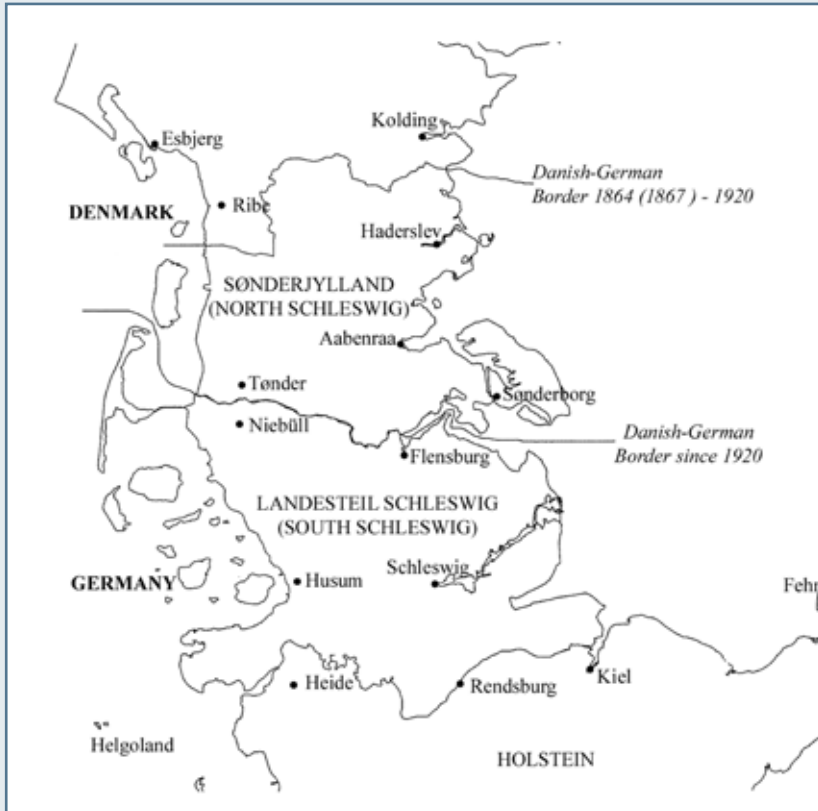 Kolding
Esbjerg
Danish-German
Border 1864 (1867 ) - 1920
DENMARK
Ribe
Haderslev
SØNDERJYLLAND
(NORTH SCHLESWIG)
Aabenraa
Tønder
Sønderborg
Niebüll
Danish-German
Border since 1920
Flensburg
LANDESTEIL SCHLESWIG
(SOUTH SCHLESWIG)
Schleswig
GERMANY
Husum
Fehr
Kiel
Heide
Rendsburg
Helgoland
HOLSTEIN